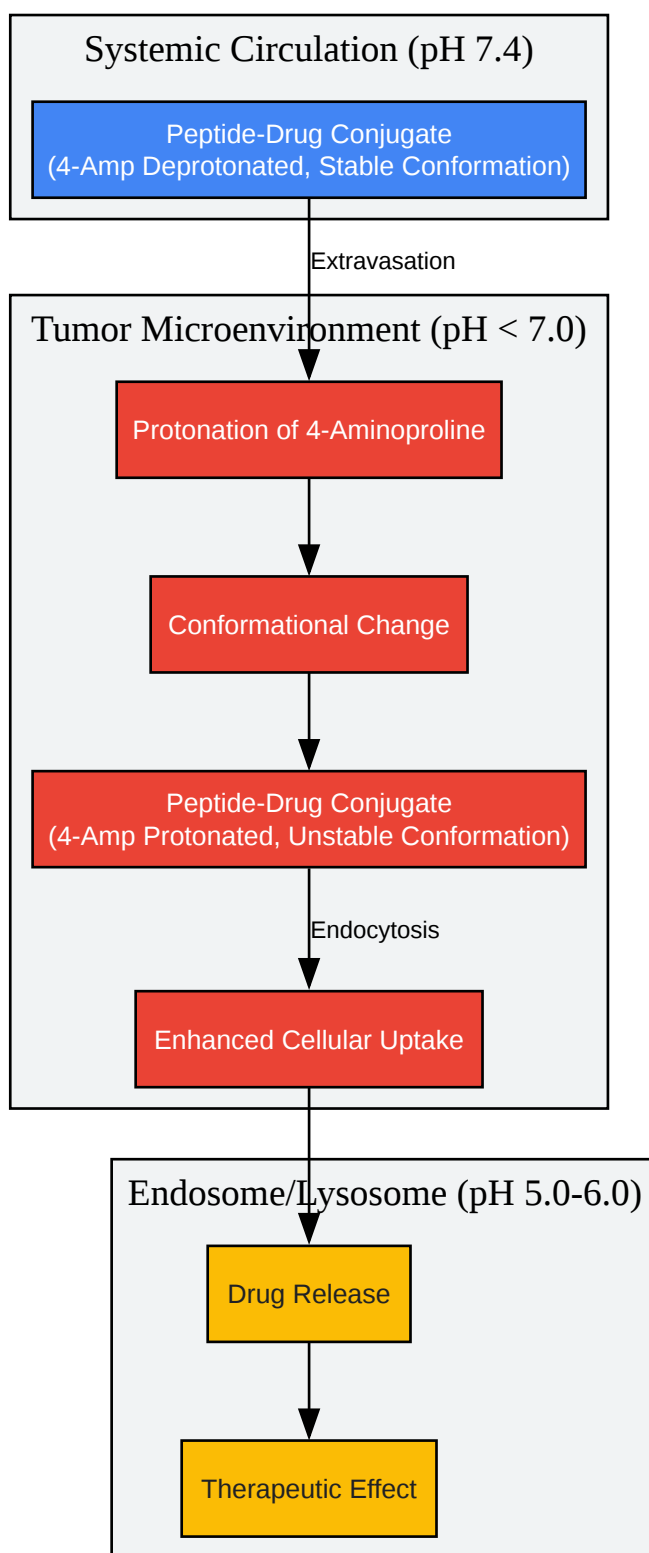 Systemic Circulation (pH 7.4)
Peptide-Drug Conjugate
(4-Amp Deprotonated, Stable Conformation)
Extravasation
Tumor Microenvironment (pH < 7.0)
Protonation of 4-Aminoproline
Conformational Change
Peptide-Drug Conjugate
(4-Amp Protonated, Unstable Conformation)
Endocytosis
Enhanced Cellular Uptake
Endosome/Lysosome (pH 5.0-6.0)
Drug Release
Therapeutic Effect